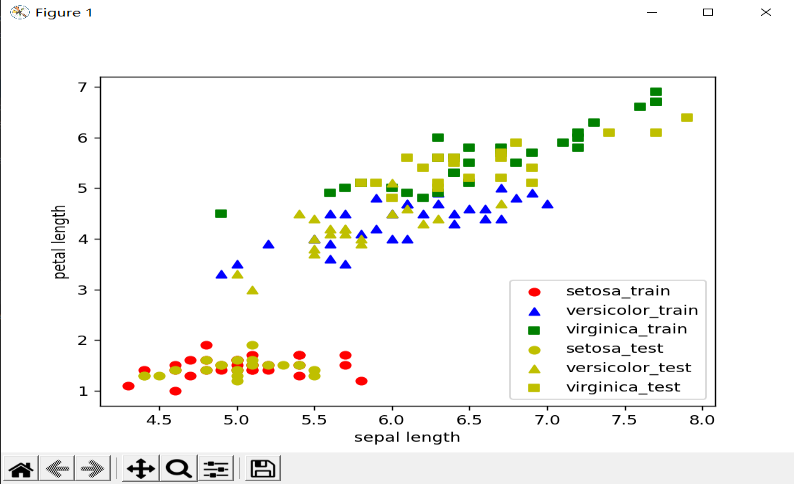 Figure 1
7
6
5
4
3
2
1
petal length
setosa_train
versicolor_train
virginica_train
setosa_test
versicolor_test
virginica_test
4.5 5.0 5.5 6.0 6.5 7.0 7.5 8.0
sepal length